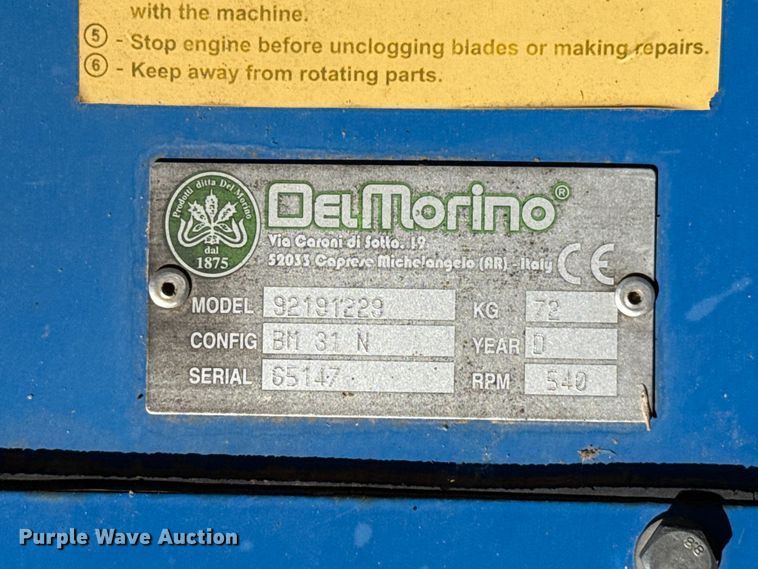 with the machine.
⑤ - Stop engine before unclogging blades or making repairs.
⑥ - Keep away from rotating parts.
Prodotti ditta Del Morino
dal
1875
DelMorino®
Via Caroni di Sotto, 19
52033 Caprese Michelangelo (AR) - Italy
CE
MODEL 92191229 KG 72
CONFIG BM 31 N YEAR D
SERIAL 65147 RPM 540
8.8
Purple Wave Auction